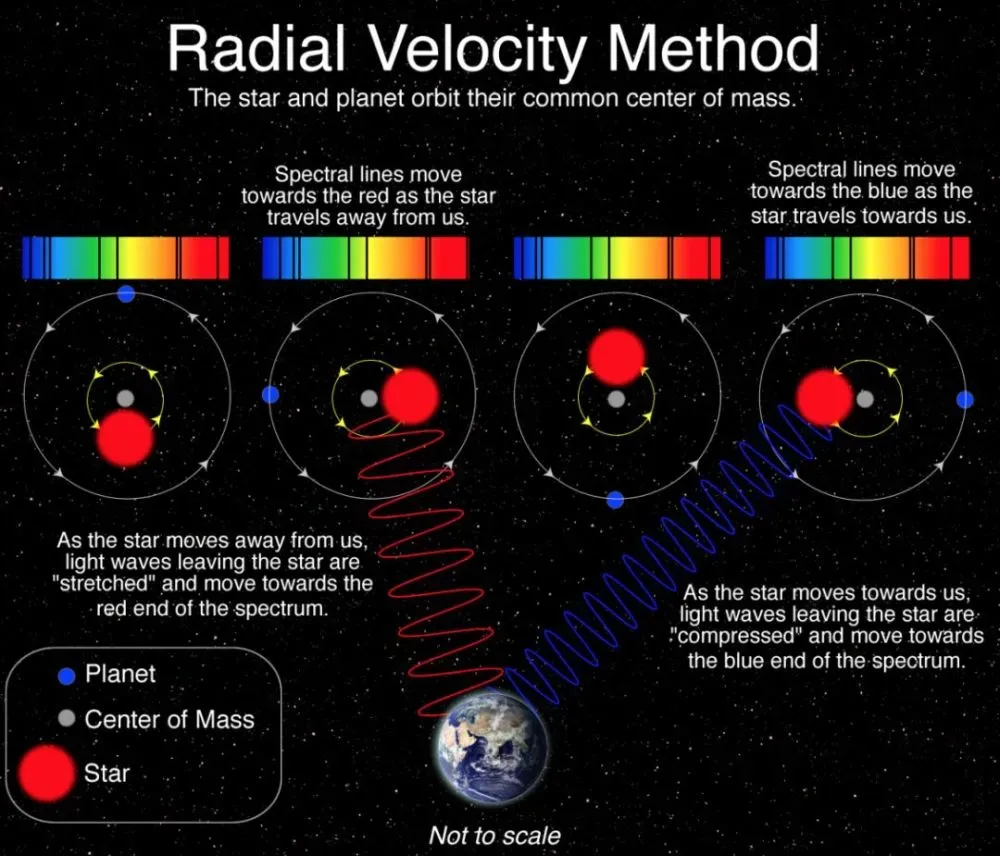 Radial Velocity Method
The star and planet orbit their common center of mass.
Spectral lines move
towards the red as the star
travels away from us.
Spectral lines move
towards the blue as the
star travels towards us.
As the star moves away from us,
light waves leaving the star are
"stretched" and move towards the
red end of the spectrum.
As the star moves towards us,
light waves leaving the star are
"compressed" and move towards
the blue end of the spectrum.
Planet
Center of Mass
Star
Not to scale